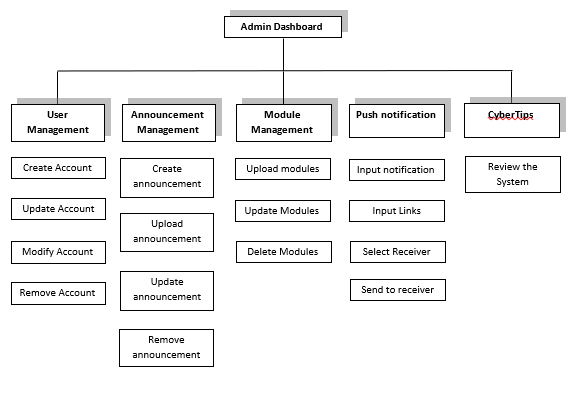 Admin Dashboard
User
Management
Announcement
Management
Module
Management
Push notification
CyberTips
Create Account
Update Account
Modify Account
Remove Account
Create
announcement
Upload
announcement
Update
announcement
Remove
announcement
Upload modules
Update Modules
Delete Modules
Input notification
Input Links
Select Receiver
Send to receiver
Review the
System